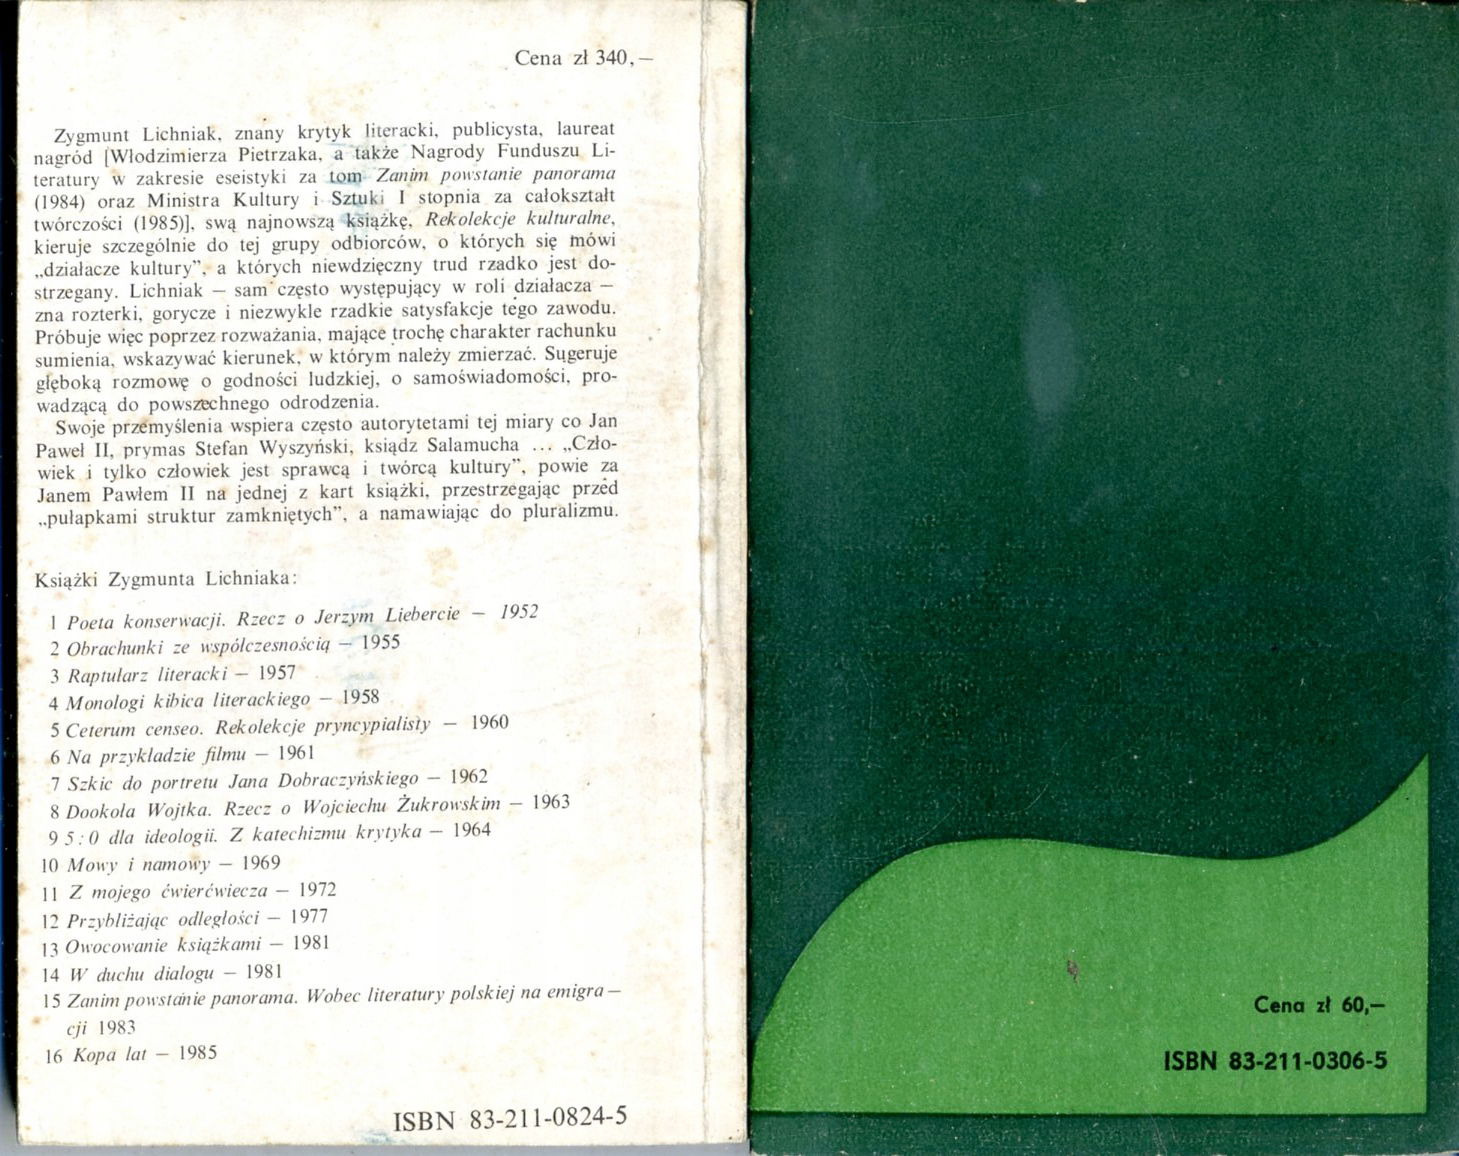 Cena zł 340,—
Zygmunt Lichniak, znany krytyk literacki, publicysta, laureat
nagród [Włodzimierza Pietrzaka, a także Nagrody Funduszu Li-
teratury w zakresie eseistyki za tom Zanim powstanie panorama
(1984) oraz Ministra Kultury i Sztuki I stopnia za całokształt
twórczości (1985)], swą najnowszą książkę, Rekolekcje kulturalne,
kieruje szczególnie do tej grupy odbiorców, o których się mówi
„działacze kultury”, a których niewdzięczny trud rzadko jest do-
strzegany. Lichniak — sam często występujący w roli działacza —
zna rozterki, gorycze i niezwykle rzadkie satysfakcje tego zawodu.
Próbuje więc poprzez rozważania, mające trochę charakter rachunku
sumienia, wskazywać kierunek, w którym należy zmierzać. Sugeruje
głęboką rozmowę o godności ludzkiej, o samoświadomości, pro-
wadzącą do powszechnego odrodzenia.
Swoje przemyślenia wspiera często autorytetami tej miary co Jan
Paweł II, prymas Stefan Wyszyński, ksiądz Salamucha ... „Czło-
wiek i tylko człowiek jest sprawcą i twórcą kultury”, powie za
Janem Pawłem II na jednej z kart książki, przestrzegając przed
„pułapkami struktur zamkniętych”, a namawiając do pluralizmu.
Książki Zygmunta Lichniaka:
1 Poeta konserwacji. Rzecz o Jerzym Liebercie — 1952
2 Obrachunki ze współczesnością — 1955
3 Raptularz literacki — 1957
4 Monologi kibica literackiego — 1958
5 Ceterum censeo. Rekolekcje pryncypialisty — 1960
6 Na przykładzie filmu — 1961
7 Szkic do portretu Jana Dobraczyńskiego — 1962
8 Dookoła Wojtka. Rzecz o Wojciechu Żukrowskim — 1963
9 5:0 dla ideologii. Z katechizmu krytyka — 1964
10 Mowy i namowy — 1969
11 Z mojego ćwierćwiecza — 1972
12 Przybliżając odległości — 1977
13 Owocowanie książkami — 1981
14 W duchu dialogu — 1981
15 Zanim powstanie panorama. Wobec literatury polskiej na emigra—
cji 1983
16 Kopa lat — 1985
ISBN 83-211-0824-5
Cena zł 60,—
ISBN 83-211-0306-5